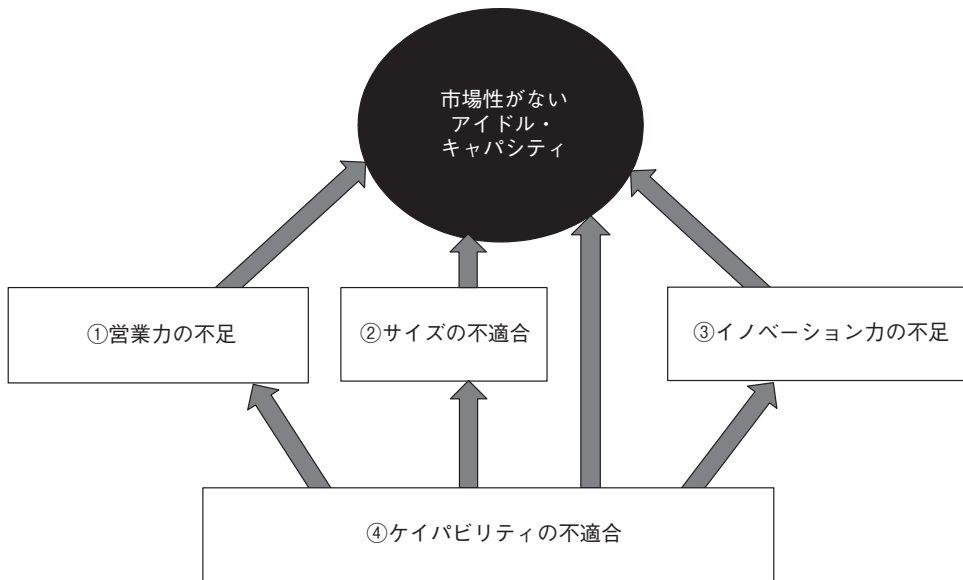 市場性がない
アイドル・
キャパシティ
①営業力の不足
②サイズの不適合
③イノベーション力の不足
④ケイパビリティの不適合